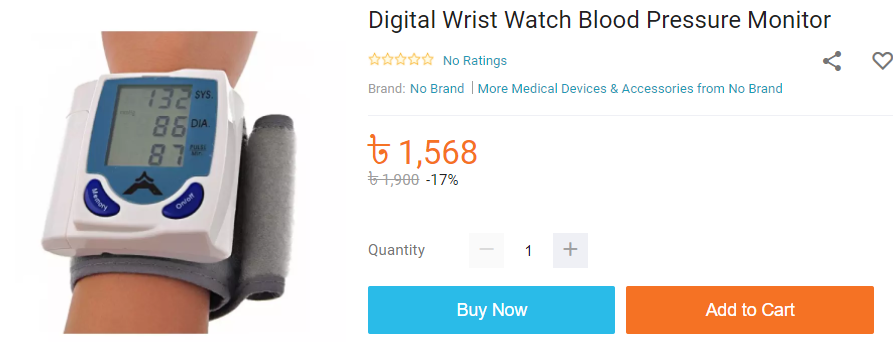 Digital Wrist Watch Blood Pressure Monitor
No Ratings
Brand: No Brand | More Medical Devices & Accessories from No Brand
৳ 1,568
৳ 1,900 -17%
Quantity
1
Buy Now
Add to Cart
132 SYS.
86 DIA.
87
Memory
On/off